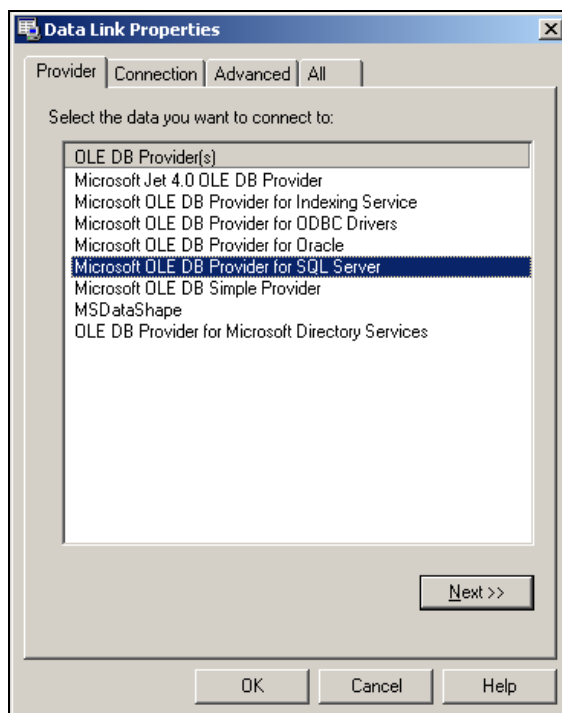 Data Link Properties
Provider Connection Advanced All
Select the data you want to connect to:
OLE DB Provider(s)
Microsoft Jet 4.0 OLE DB Provider
Microsoft OLE DB Provider for Indexing Service
Microsoft OLE DB Provider for ODBC Drivers
Microsoft OLE DB Provider for Oracle
Microsoft OLE DB Provider for SQL Server
Microsoft OLE DB Simple Provider
MSDataShape
OLE DB Provider for Microsoft Directory Services
Next >>
OK Cancel Help